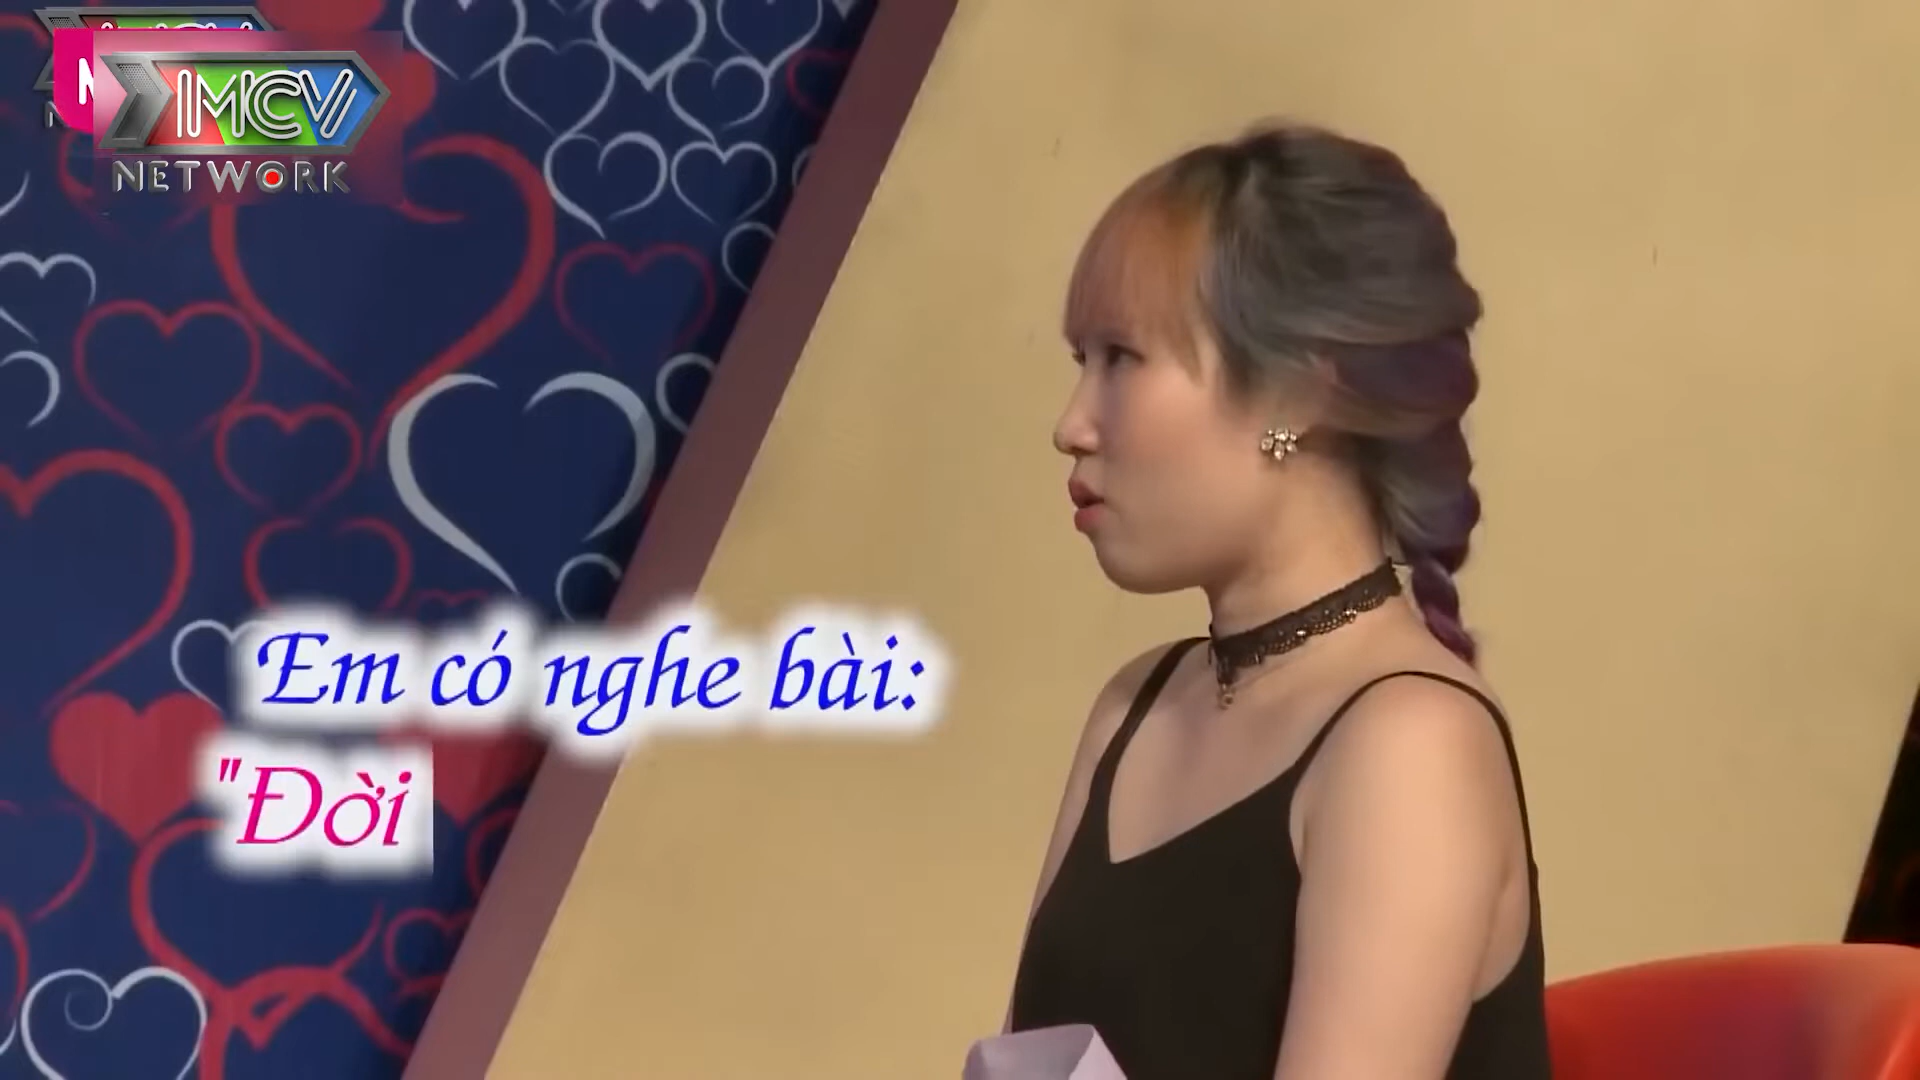 MCV
NETWORK
Em có nghe bài:
"Đời